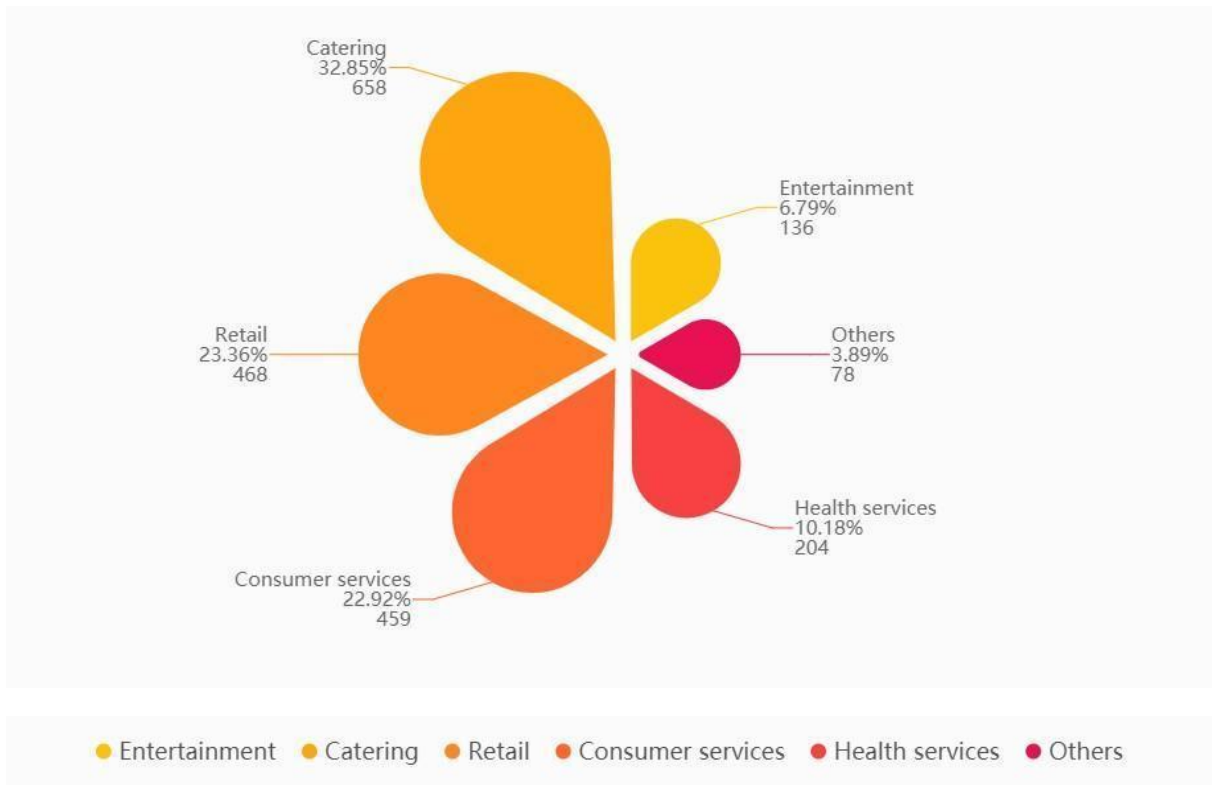 Catering
32.85%
658
Entertainment
6.79%
136
Retail
23.36%
468
Others
3.89%
78
Health services
10.18%
204
Consumer services
22.92%
459
Entertainment Catering Retail Consumer services Health services Others